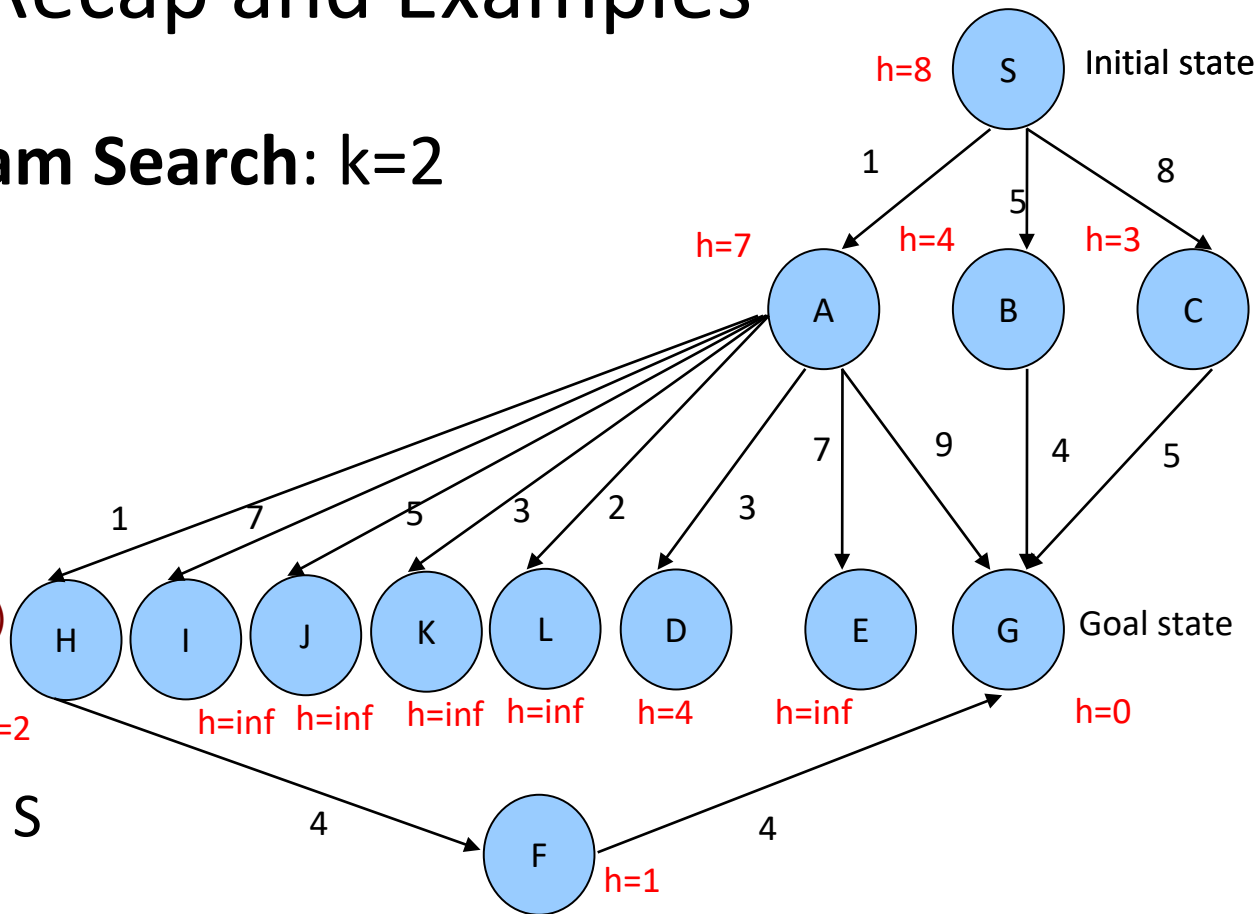 Recap and Examples
S
Initial state
h=8
am Search: k=2
1
5
8
h=7
h=4
h=3
A
B
C
7
9
4
5
1
7
5
3
2
3
H
I
J
K
L
D
E
G
Goal state
=2
h=inf
h=inf
h=inf
h=inf
h=4
h=inf
h=0
S
4
4
F
h=1